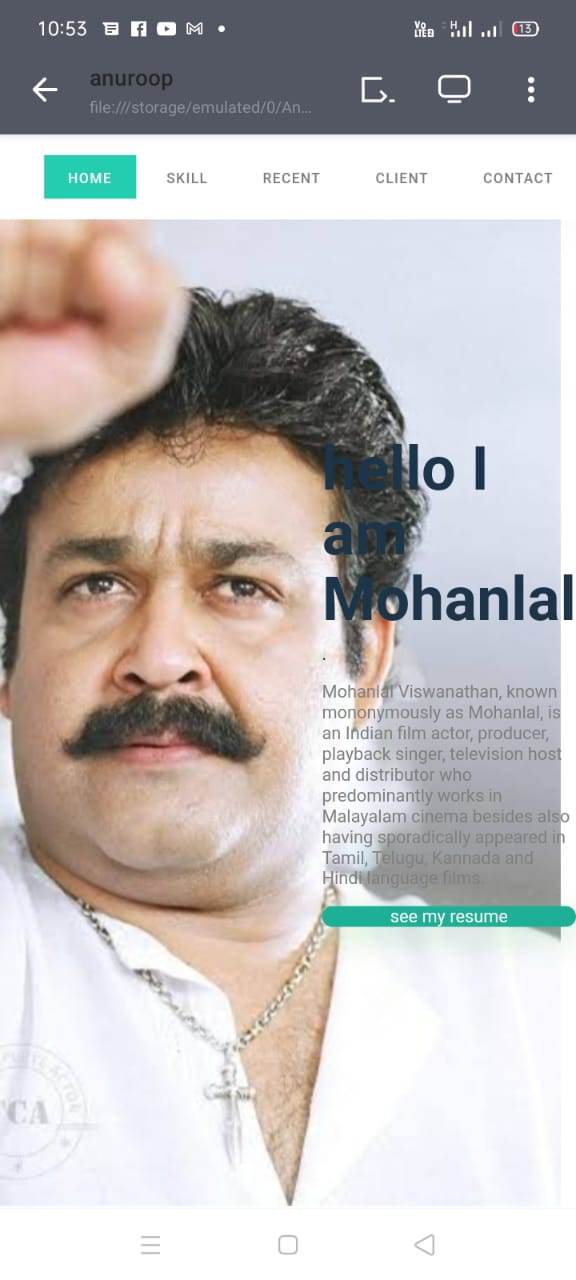 10:53
Vo LTE2 H 13
anuroop
file:///storage/emulated/0/An...
HOME SKILL RECENT CLIENT CONTACT
hello I
am
Mohanlal
.
Mohanlal Viswanathan, known
mononymously as Mohanlal, is
an Indian film actor, producer,
playback singer, television host
and distributor who
predominantly works in
Malayalam cinema besides also
having sporadically appeared in
Tamil, Telugu, Kannada and
Hindi language films.
see my resume